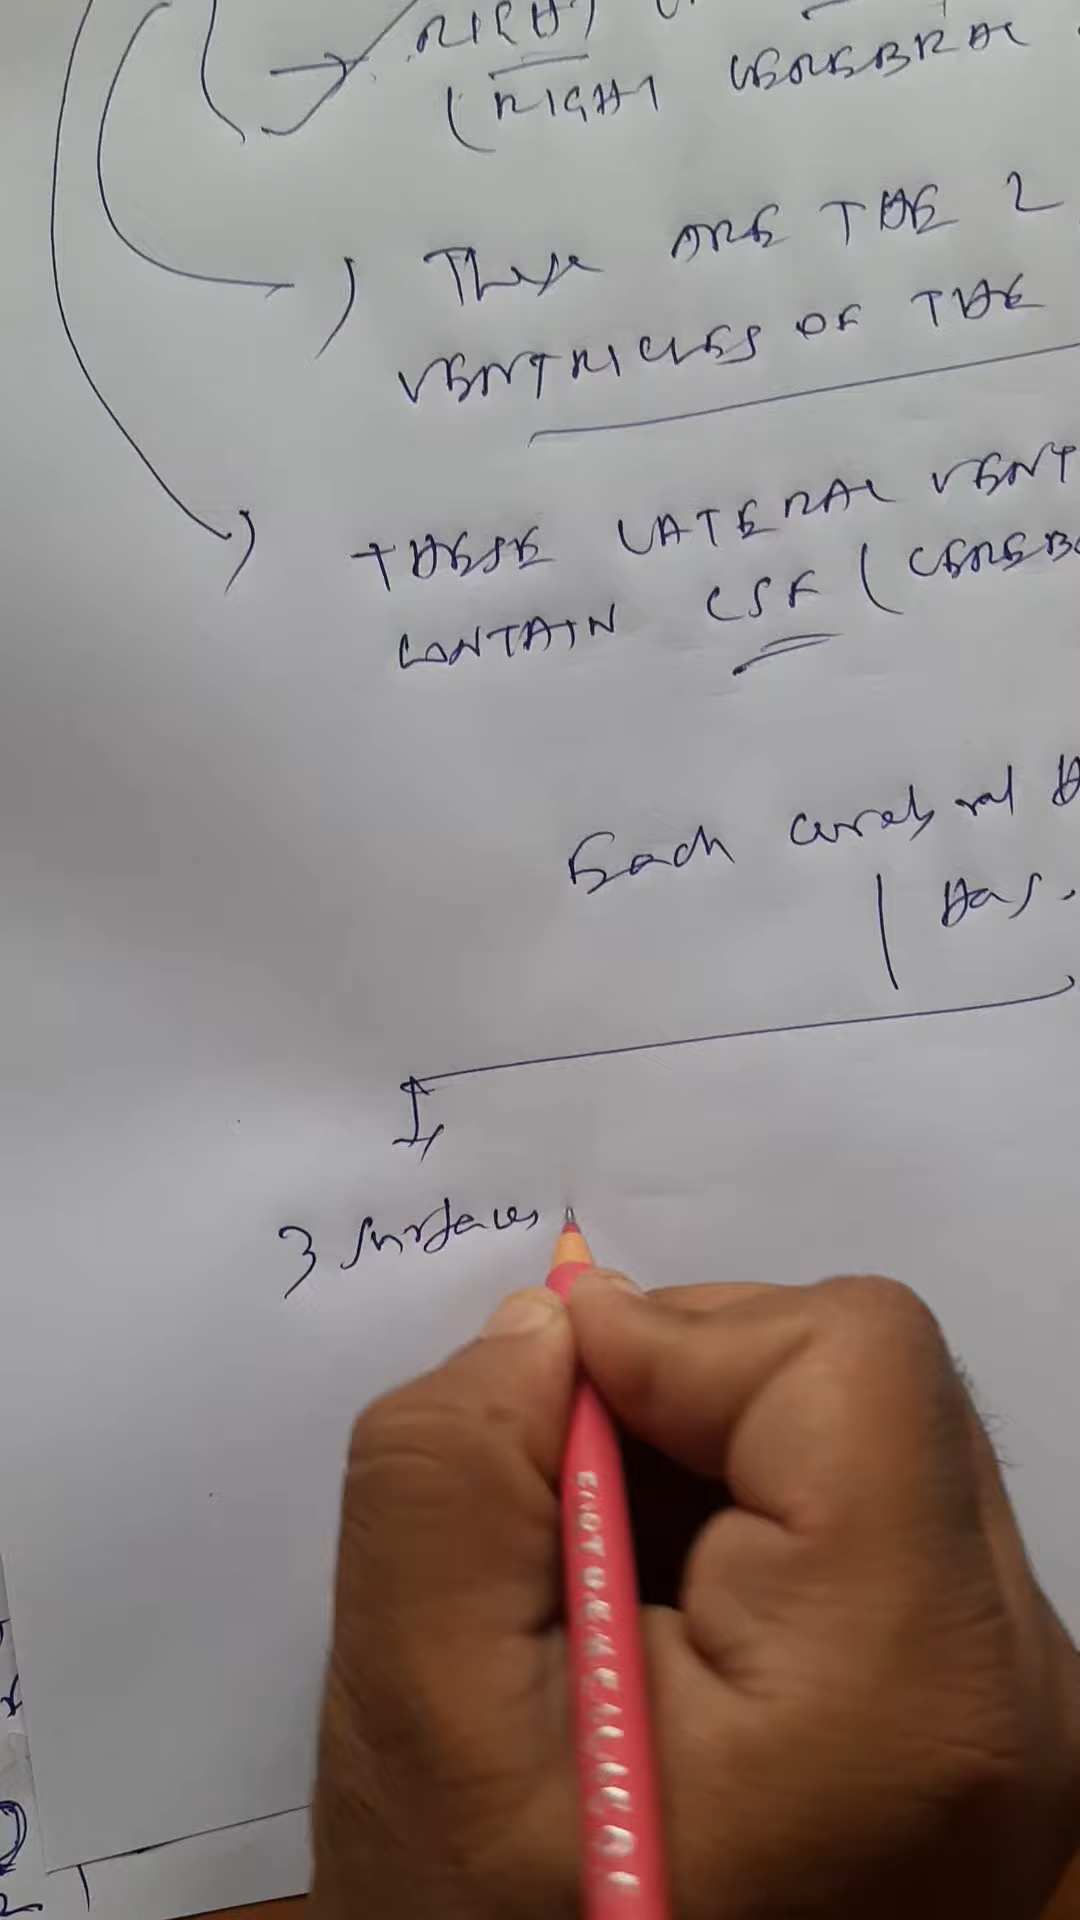 RIGHT
(RIGHT CEREBRAL
These ARE THE 2
VENTRICLES OF THE
THESE LATERAL VENT
CONTAIN CSF (CEREB
Each cerebral H
Has.
3 surfaces